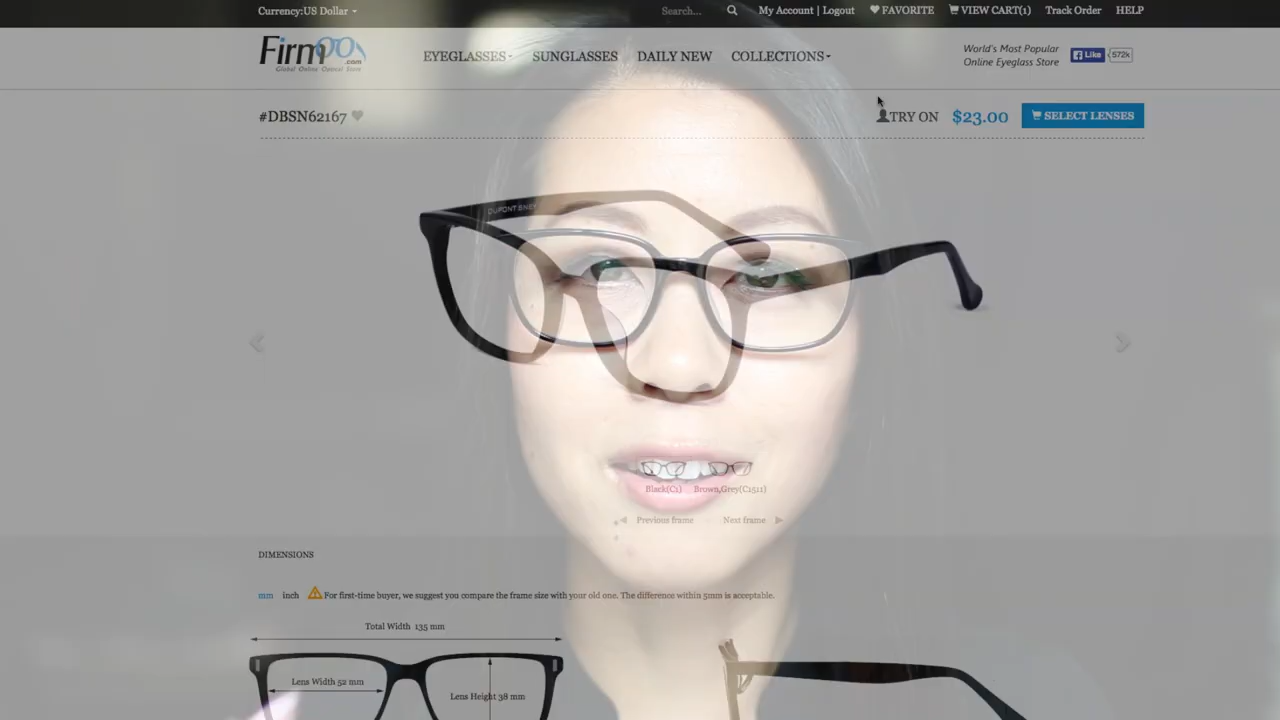 Currency:US Dollar
Search...
My Account | Logout
FAVORITE
VIEW CART(1)
Track Order
HELP
Firmoo.com
Global Online Optical Store
EYEGLASSES
SUNGLASSES
DAILY NEW
COLLECTIONS
World's Most Popular
Online Eyeglass Store
Like
572k
#DBSN62167
TRY ON
$23.00
SELECT LENSES
Black(C1)
Brown,Grey(C1511)
Previous frame
Next frame
DIMENSIONS
mm inch For first-time buyer, we suggest you compare the frame size with your old one. The difference within 5mm is acceptable.
Total Width 135 mm
Lens Width 52 mm
Lens Height 38 mm